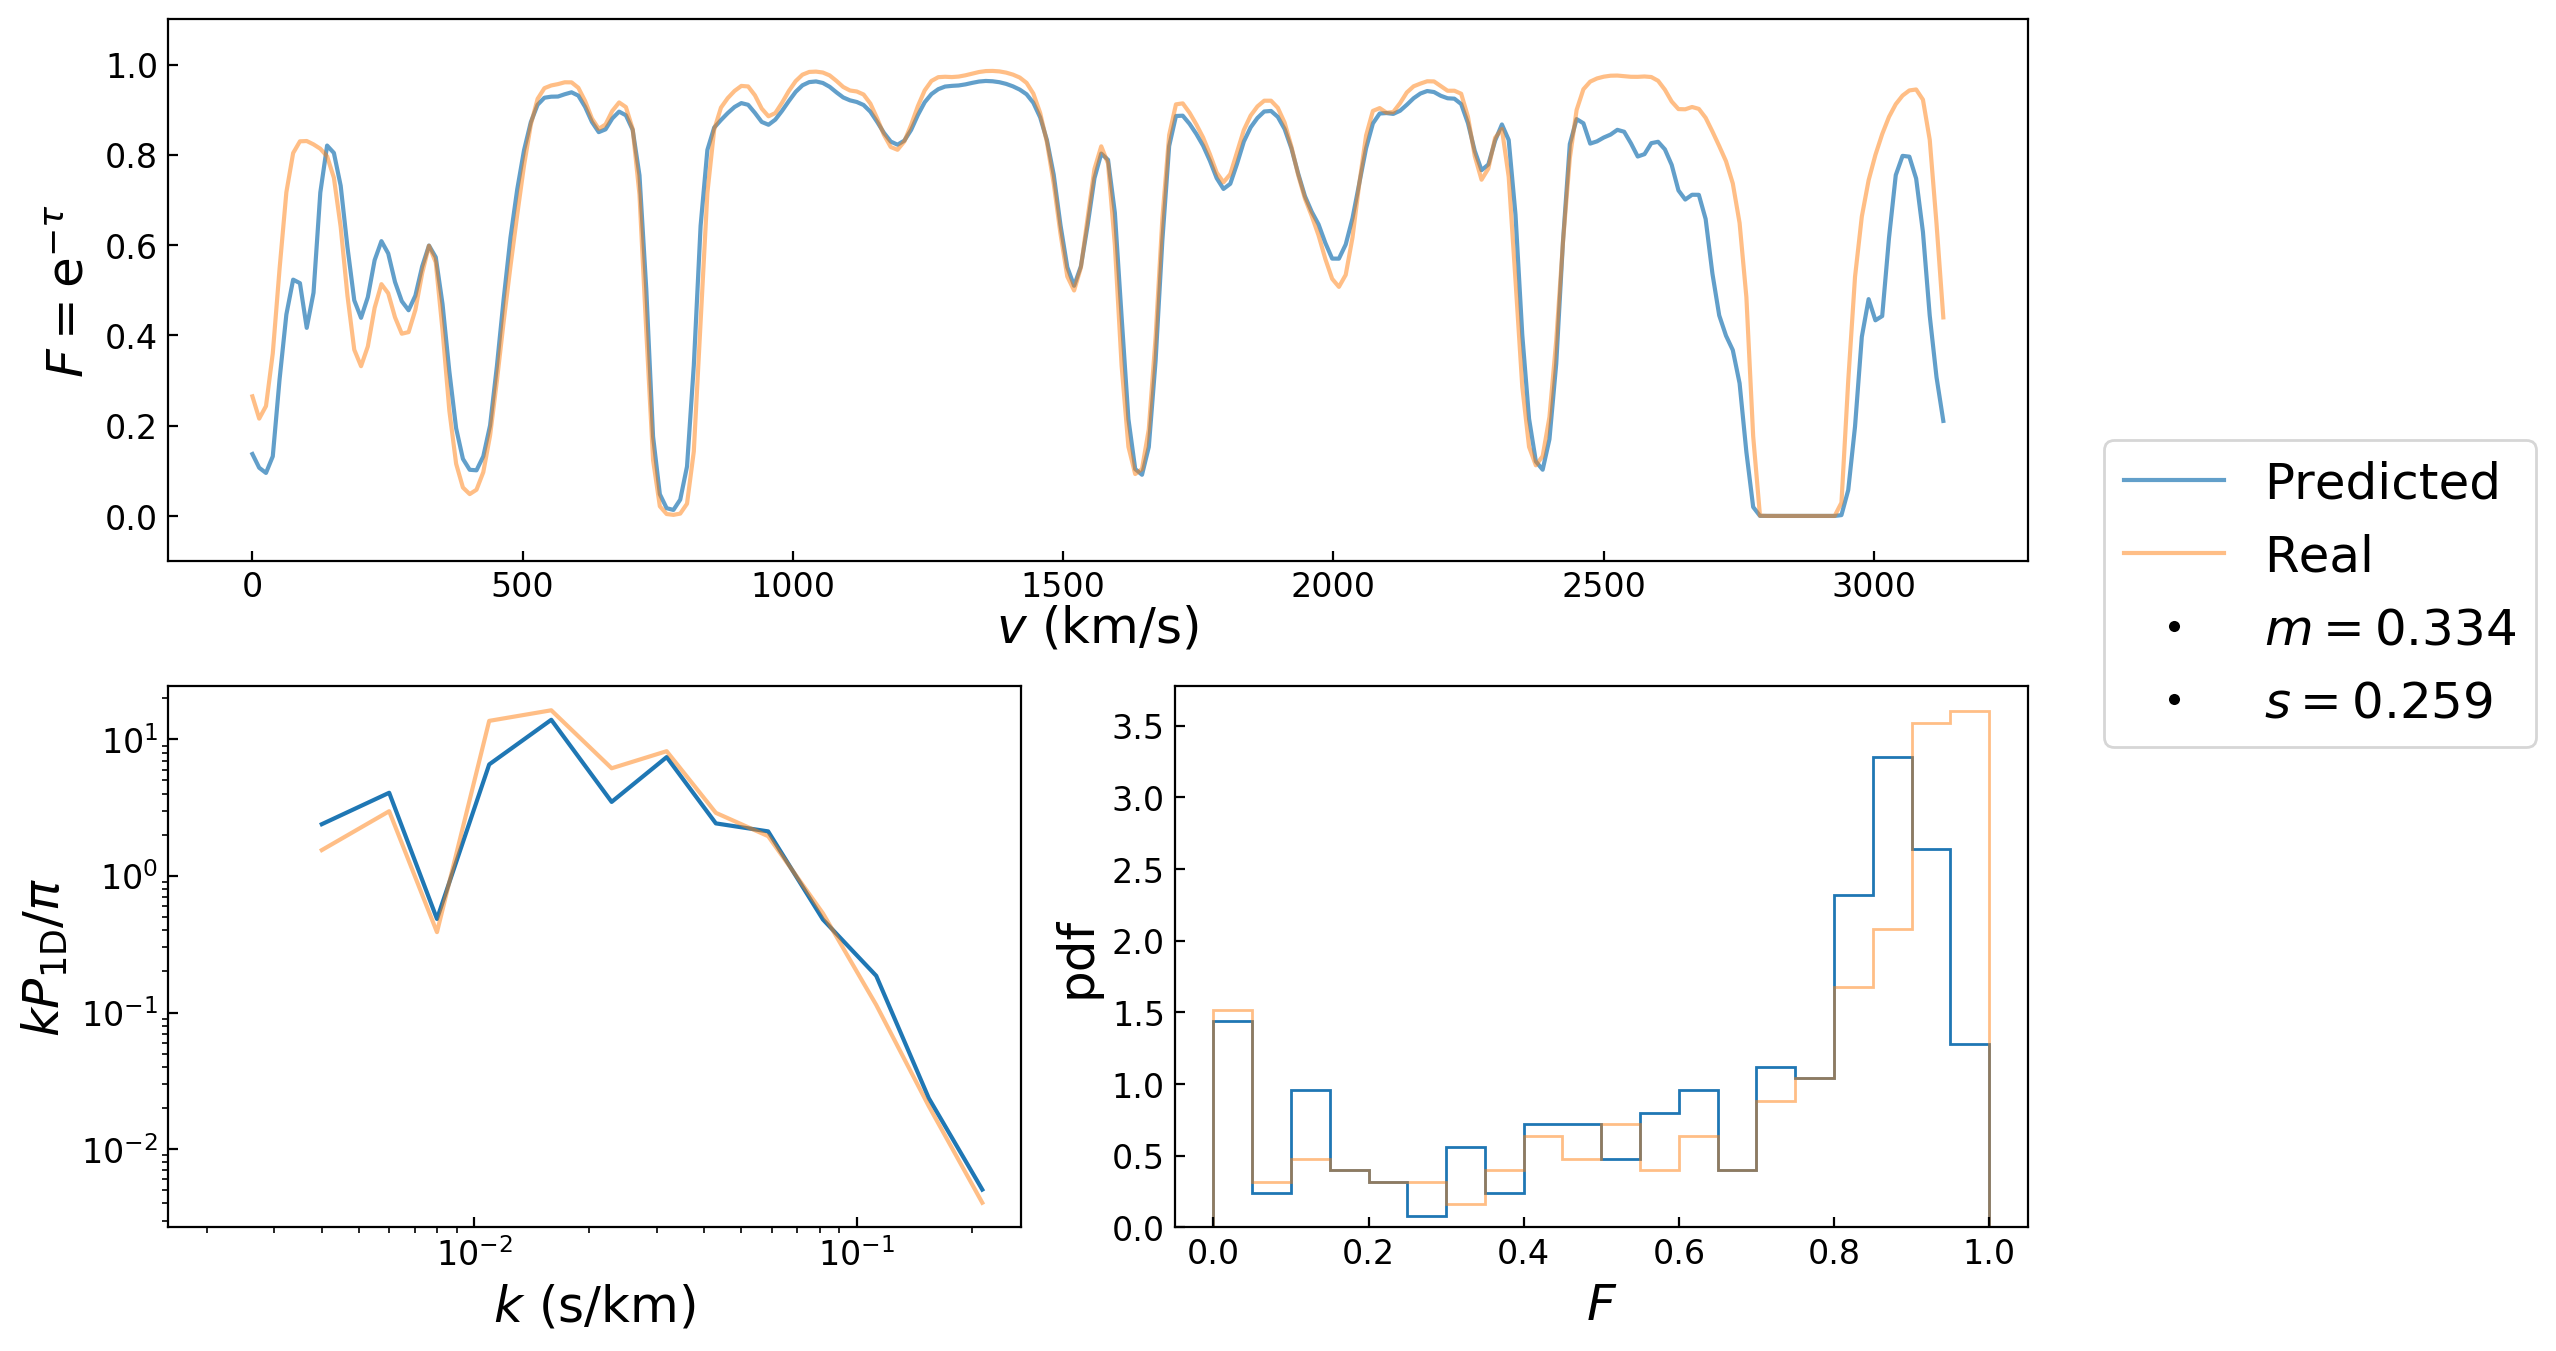 1.0
0.8
0.6
0.4
0.2
0.0
F = e^{-τ}
0 500 1000 1500 2000 2500 3000
v (km/s)
Predicted
Real
m = 0.334
s = 0.259
10^1
10^0
10^{-1}
10^{-2}
kP_{1D}/π
10^{-2} 10^{-1}
k (s/km)
3.5
3.0
2.5
2.0
1.5
1.0
0.5
0.0
pdf
0.0 0.2 0.4 0.6 0.8 1.0
F